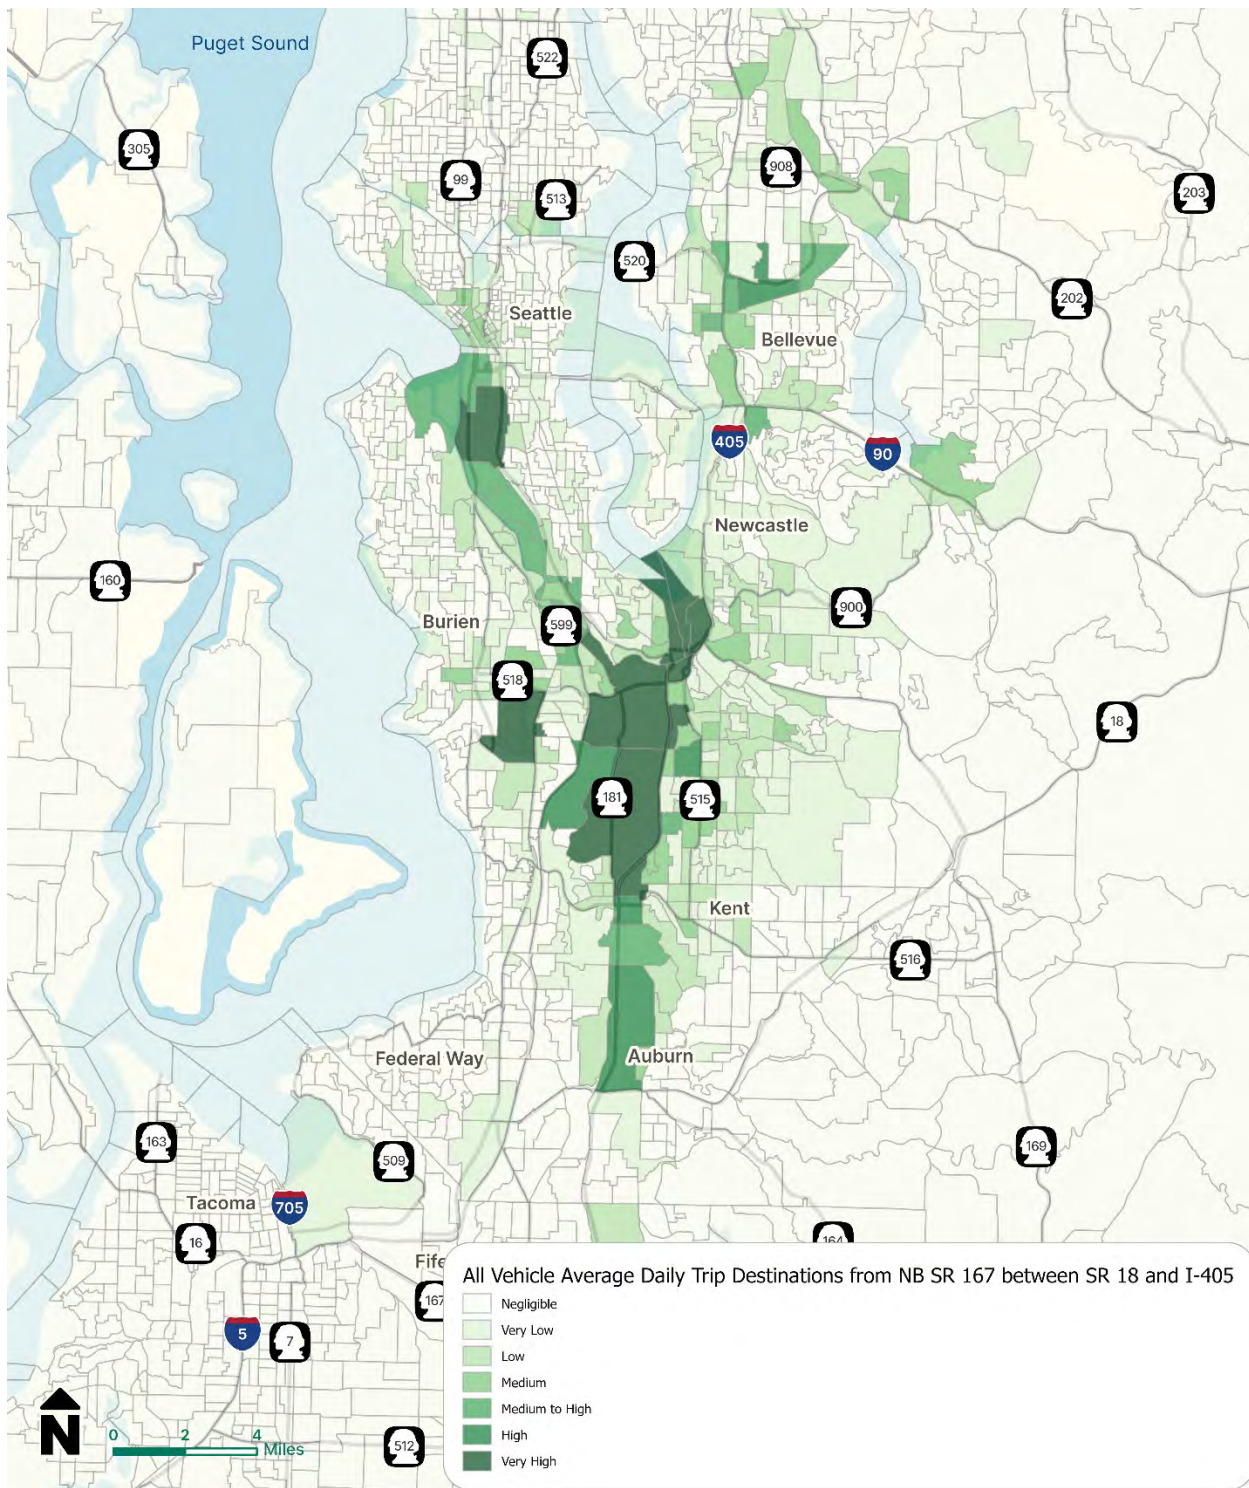 Puget Sound
522
305
99
908
513
203
520
202
Seattle
Bellevue
405
90
Newcastle
160
900
Burien
599
518
18
181
515
Kent
516
Federal Way
Auburn
163
509
169
Tacoma
705
16
164
Fife
167
5
7
512
N
0 2 4
Miles
All Vehicle Average Daily Trip Destinations from NB SR 167 between SR 18 and I-405
Negligible
Very Low
Low
Medium
Medium to High
High
Very High